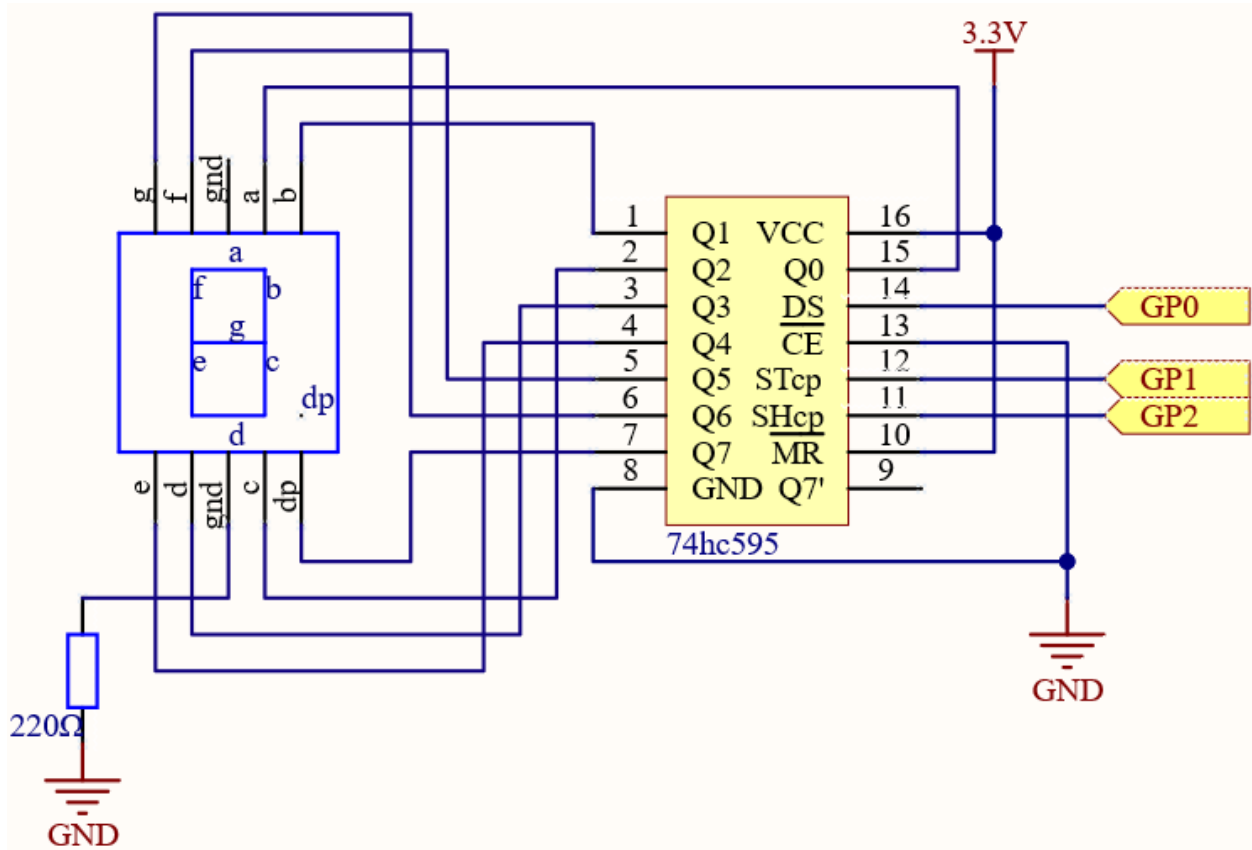 3.3V
g f gnd a b
a
f b
g
e c
dp
d
e d gnd c dp
220Ω
GND
1 Q1 VCC 16
2 Q2 Q0 15
3 Q3 DS 14 GP0
4 Q4 CE 13
5 Q5 STcp 12 GP1
6 Q6 SHcp 11 GP2
7 Q7 MR 10
8 GND Q7' 9
74hc595
GND